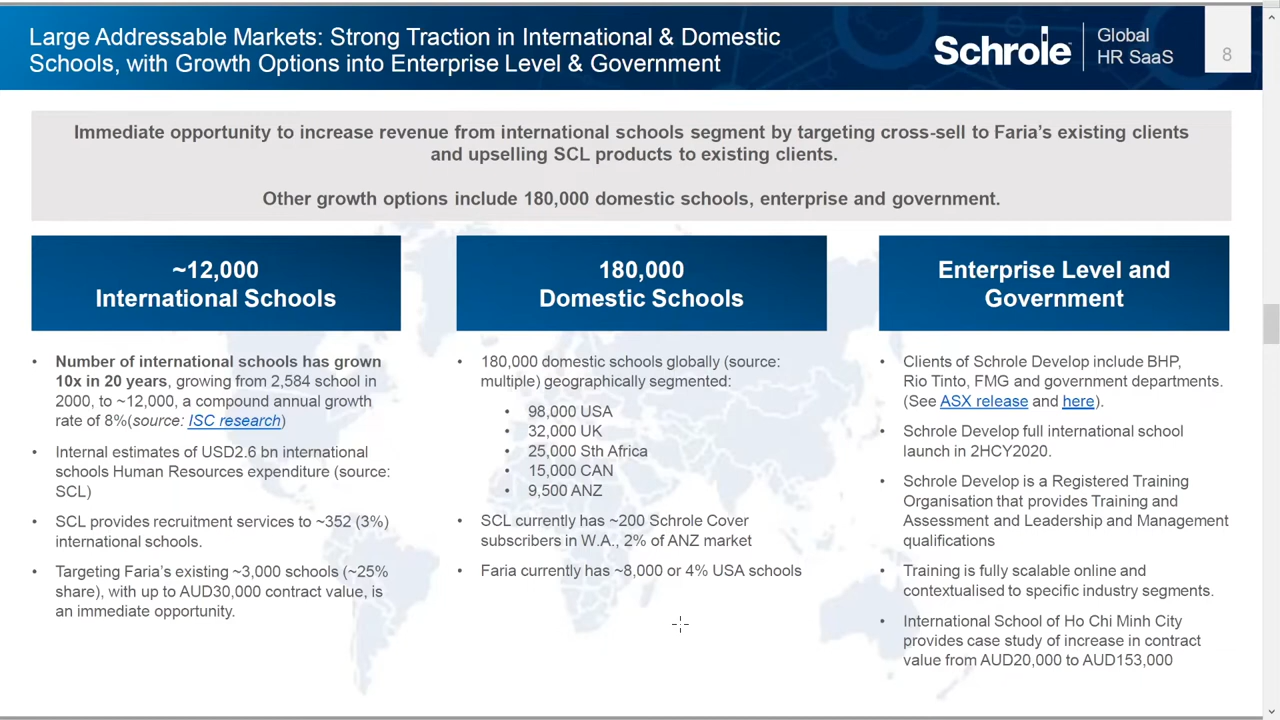 Large Addressable Markets: Strong Traction in International & Domestic
Schools, with Growth Options into Enterprise Level & Government
Schrole
Global
HR SaaS
8
Immediate opportunity to increase revenue from international schools segment by targeting cross-sell to Faria's existing clients
and upselling SCL products to existing clients.
Other growth options include 180,000 domestic schools, enterprise and government.
~12,000
International Schools
• Number of international schools has grown
10x in 20 years, growing from 2,584 school in
2000, to ~12,000, a compound annual growth
rate of 8%(source: ISC research)
• Internal estimates of USD2.6 bn international
schools Human Resources expenditure (source:
SCL)
• SCL provides recruitment services to ~352 (3%)
international schools.
• Targeting Faria's existing ~3,000 schools (~25%
share), with up to AUD30,000 contract value, is
an immediate opportunity.
180,000
Domestic Schools
• 180,000 domestic schools globally (source:
multiple) geographically segmented:
• 98,000 USA
• 32,000 UK
• 25,000 Sth Africa
• 15,000 CAN
• 9,500 ANZ
• SCL currently has ~200 Schrole Cover
subscribers in W.A., 2% of ANZ market
• Faria currently has ~8,000 or 4% USA schools
Enterprise Level and
Government
• Clients of Schrole Develop include BHP,
Rio Tinto, FMG and government departments.
(See ASX release and here).
• Schrole Develop full international school
launch in 2HCY2020.
• Schrole Develop is a Registered Training
Organisation that provides Training and
Assessment and Leadership and Management
qualifications
• Training is fully scalable online and
contextualised to specific industry segments.
• International School of Ho Chi Minh City
provides case study of increase in contract
value from AUD20,000 to AUD153,000